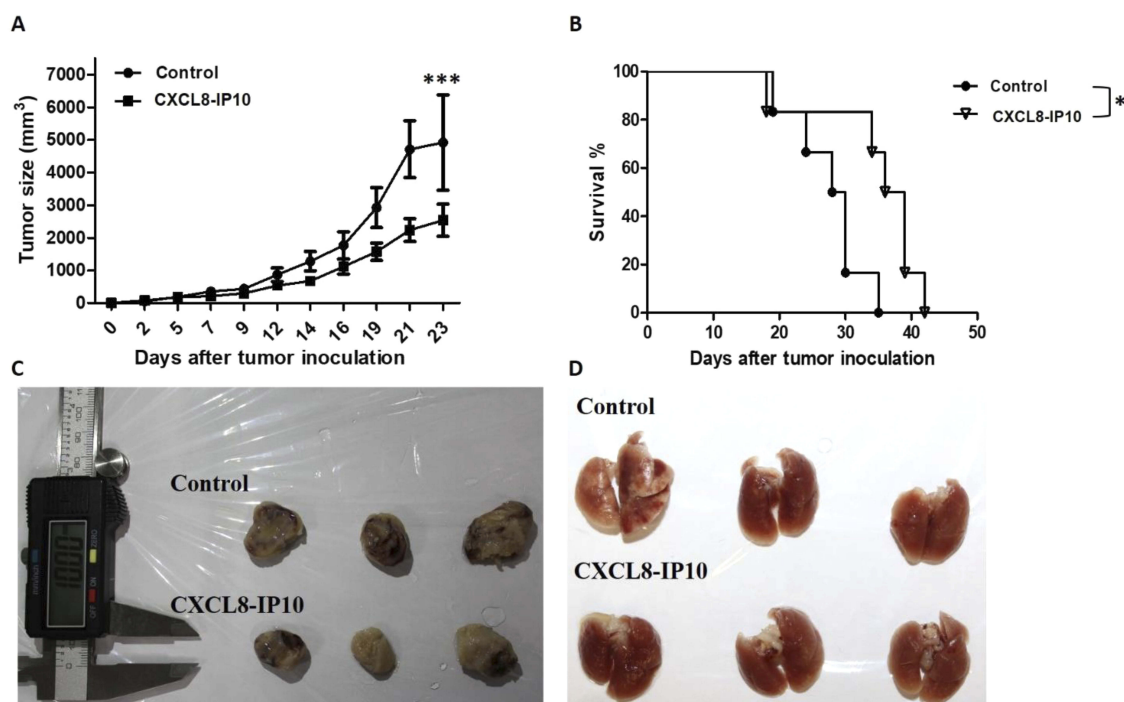 A
Control
CXCL8-IP10
***
7000
6000
5000
4000
3000
2000
1000
0
Tumor size (mm³)
0 2 5 7 9 12 14 16 19 21 23
Days after tumor inoculation
B
Control
CXCL8-IP10
*
100
80
60
40
20
0
Survival %
0 10 20 30 40 50
Days after tumor inoculation
C
Control
CXCL8-IP10
D
Control
CXCL8-IP10